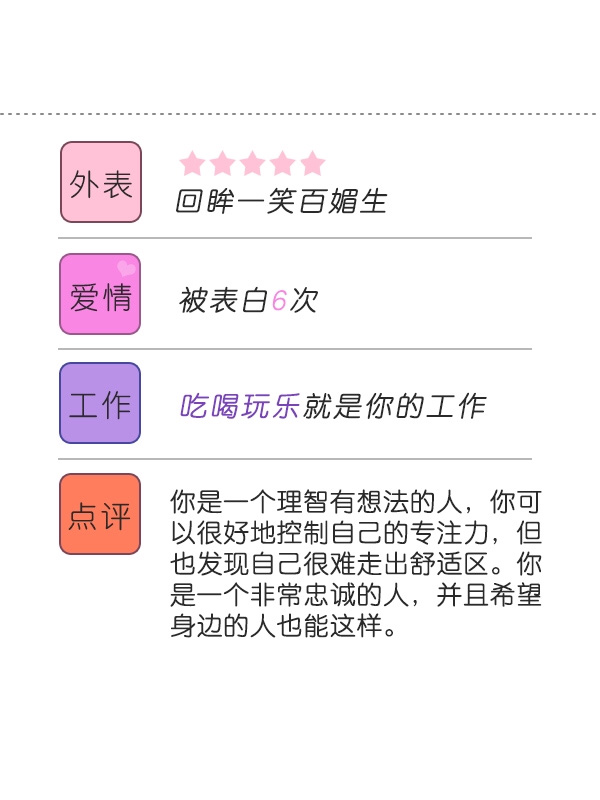 外表
回眸一笑百媚生
爱情
被表白6次
工作
吃喝玩乐就是你的工作
点评
你是一个理智有想法的人，你可
以很好地控制自己的专注力，但
也发现自己很难走出舒适区。你
是一个非常忠诚的人，并且希望
身边的人也能这样。